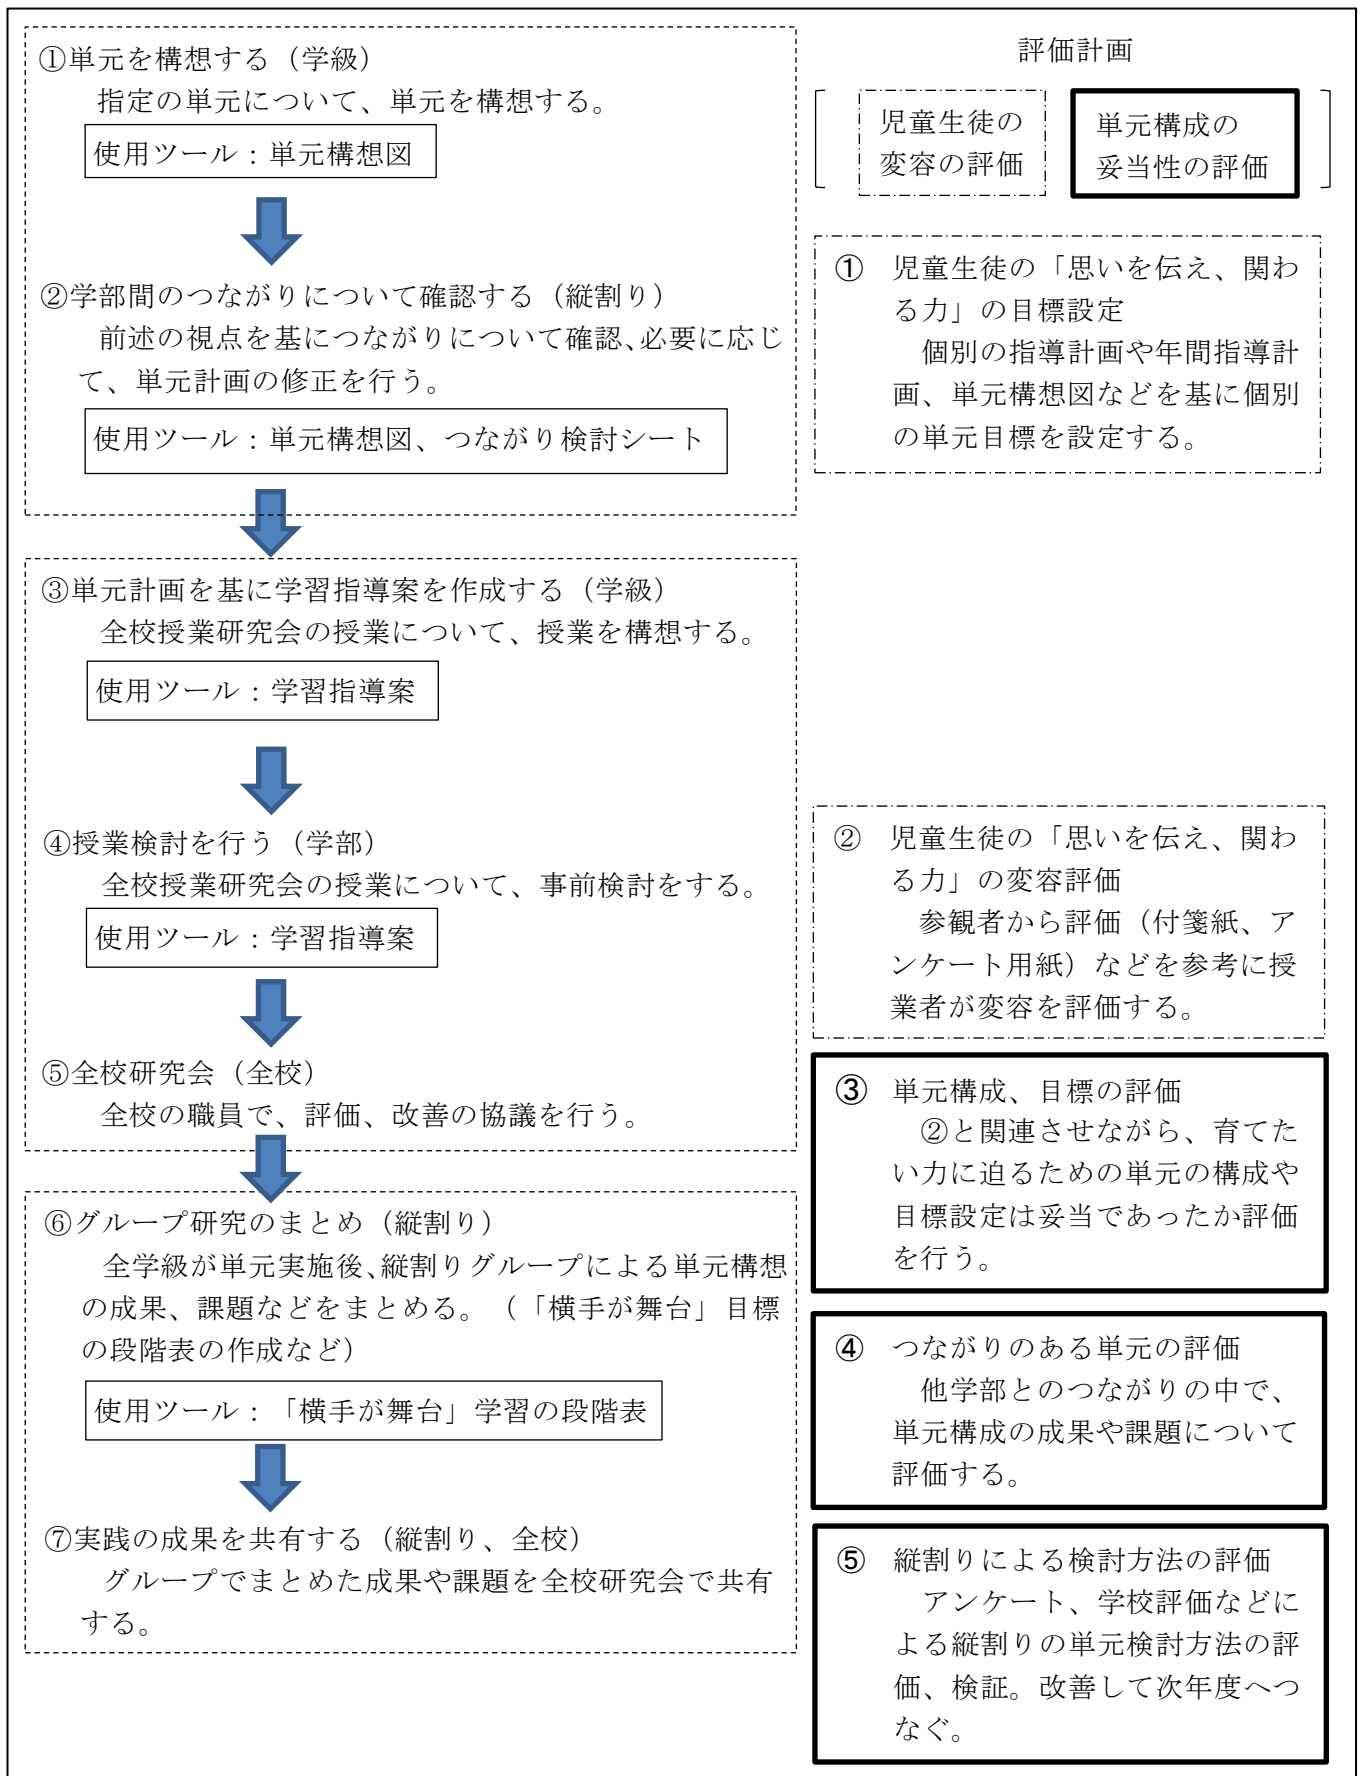 ①単元を構想する（学級）
指定の単元について、単元を構想する。
使用ツール：単元構想図
②学部間のつながりについて確認する（縦割り）
前述の視点を基につながりについて確認、必要に応じ
て、単元計画の修正を行う。
使用ツール：単元構想図、つながり検討シート
③単元計画を基に学習指導案を作成する（学級）
全校授業研究会の授業について、授業を構想する。
使用ツール：学習指導案
④授業検討を行う（学部）
全校授業研究会の授業について、事前検討をする。
使用ツール：学習指導案
⑤全校研究会（全校）
全校の職員で、評価、改善の協議を行う。
⑥グループ研究のまとめ（縦割り）
全学級が単元実施後、縦割りグループによる単元構想
の成果、課題などをまとめる。（「横手が舞台」目標
の段階表の作成など）
使用ツール：「横手が舞台」学習の段階表
⑦実践の成果を共有する（縦割り、全校）
グループでまとめた成果や課題を全校研究会で共有
する。
評価計画
児童生徒の
変容の評価
単元構成の
妥当性の評価
① 児童生徒の「思いを伝え、関わ
る力」の目標設定
個別の指導計画や年間指導計
画、単元構想図などを基に個別
の単元目標を設定する。
② 児童生徒の「思いを伝え、関わ
る力」の変容評価
参観者から評価（付箋紙、ア
ンケート用紙）などを参考に授
業者が変容を評価する。
③ 単元構成、目標の評価
②と関連させながら、育てた
い力に迫るための単元の構成や
目標設定は妥当であったか評価
を行う。
④ つながりのある単元の評価
他学部とのつながりの中で、
単元構成の成果や課題について
評価する。
⑤ 縦割りによる検討方法の評価
アンケート、学校評価などに
よる縦割りの単元検討方法の評
価、検証。改善して次年度へつ
なぐ。